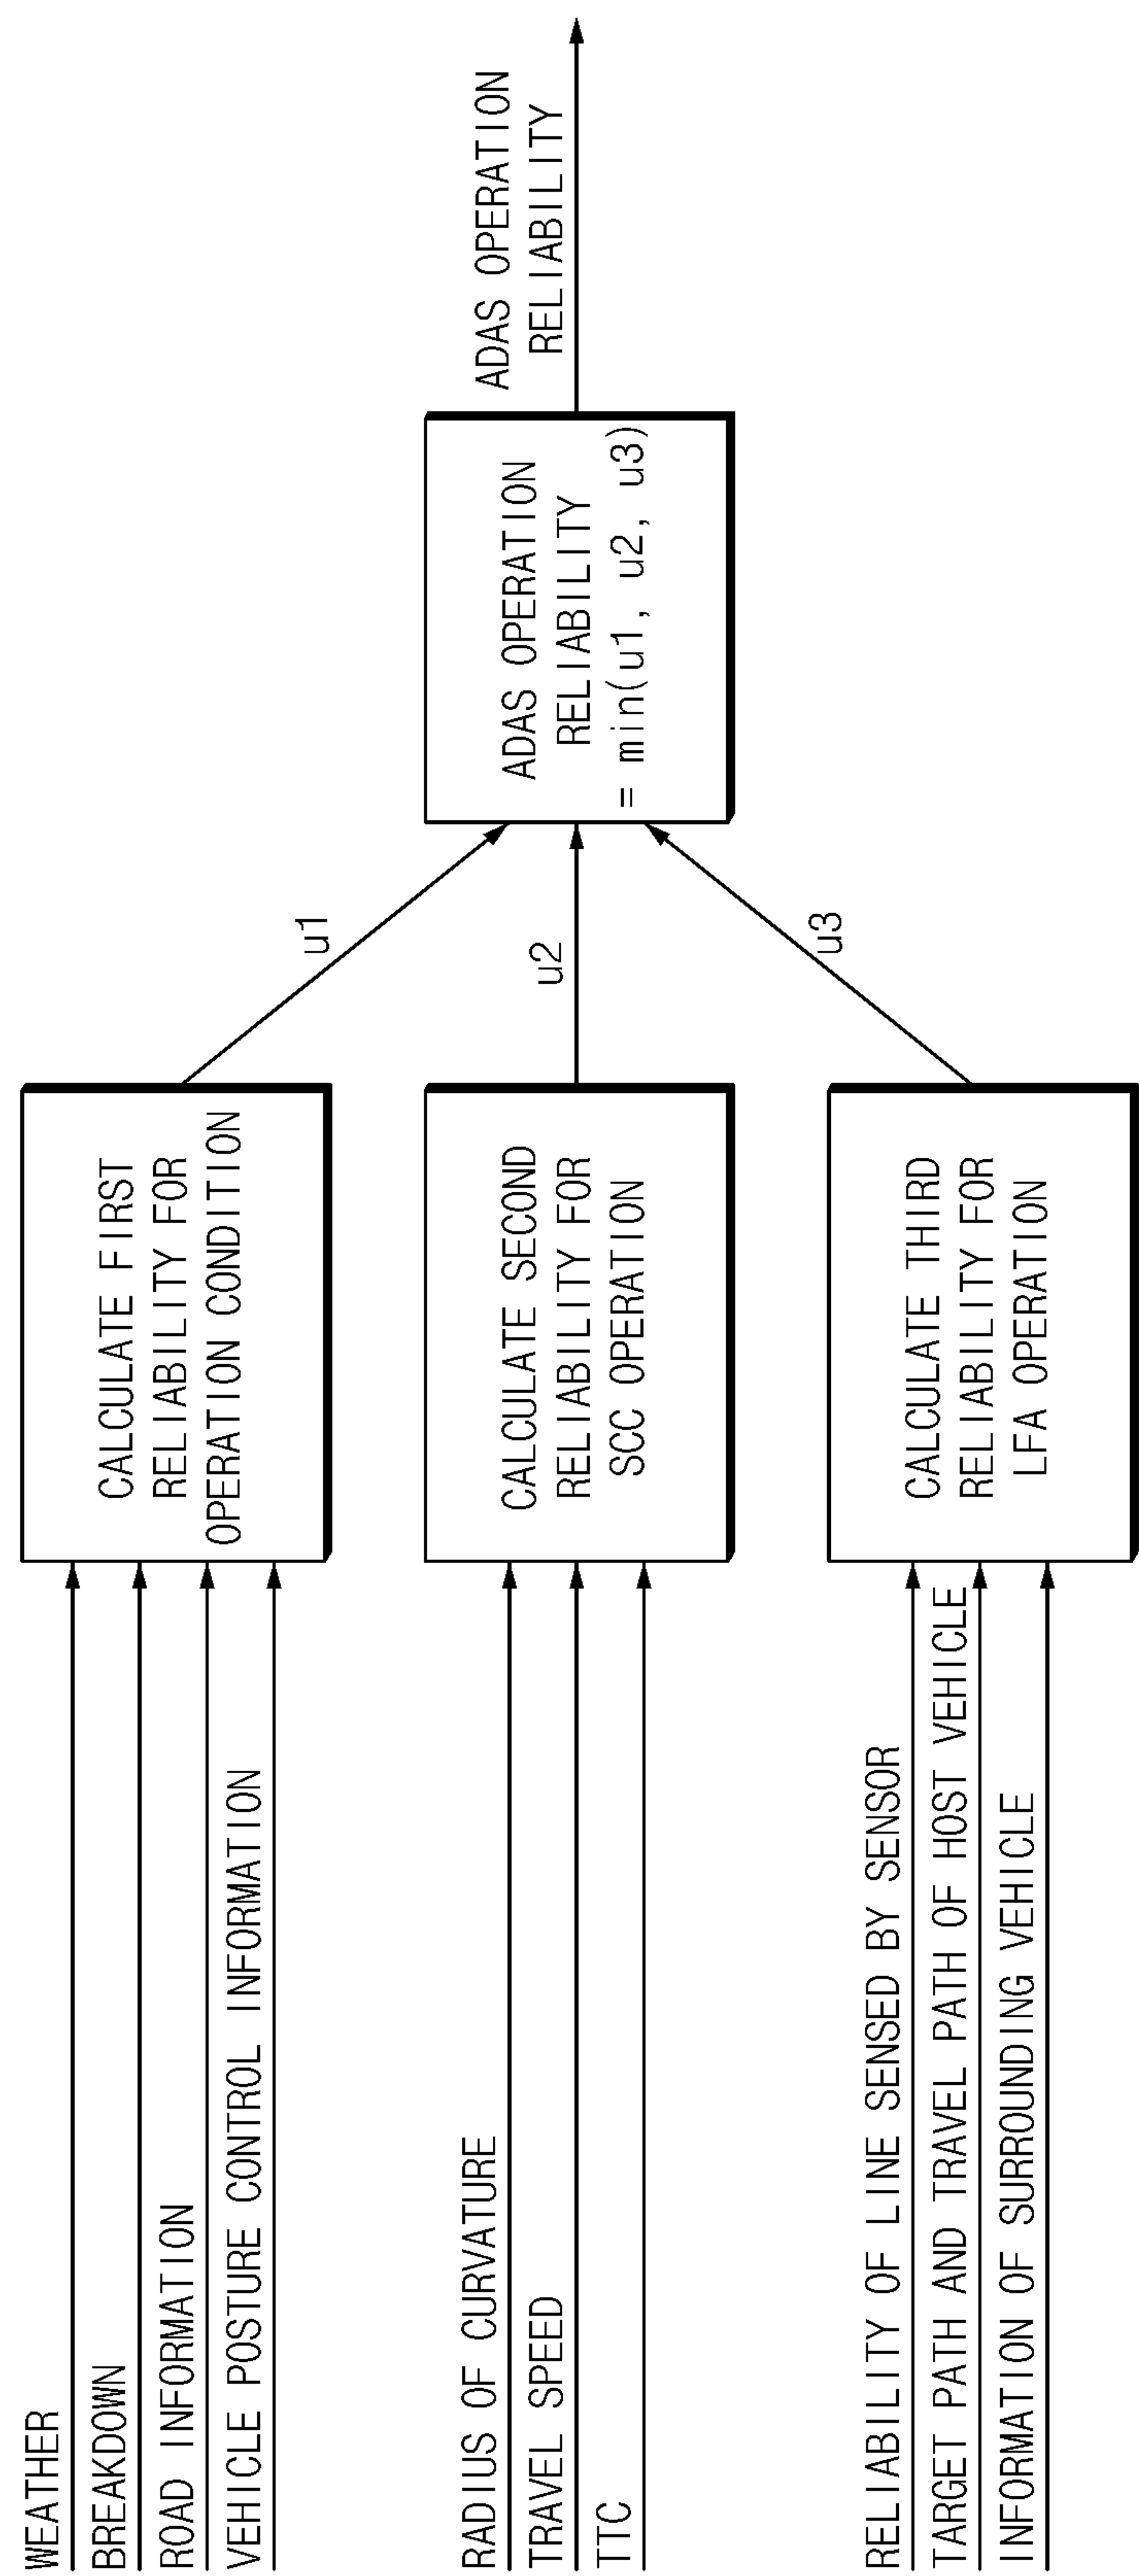 WEATHER
BREAKDOWN
ROAD INFORMATION
VEHICLE POSTURE CONTROL INFORMATION
CALCULATE FIRST
RELIABILITY FOR
OPERATION CONDITION
u1
RADIUS OF CURVATURE
TRAVEL SPEED
TTC
CALCULATE SECOND
RELIABILITY FOR
SCC OPERATION
u2
RELIABILITY OF LINE SENSED BY SENSOR
TARGET PATH AND TRAVEL PATH OF HOST VEHICLE
INFORMATION OF SURROUNDING VEHICLE
CALCULATE THIRD
RELIABILITY FOR
LFA OPERATION
u3
ADAS OPERATION
RELIABILITY
= min(u1, u2, u3)
ADAS OPERATION
RELIABILITY